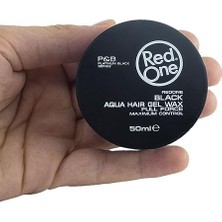 Red
One
P&B
PLATINUM BLACK
SERIES
REDONE
BLACK
AQUA HAIR GEL WAX
FULL FORCE
MAXIMUM CONTROL
50ml e